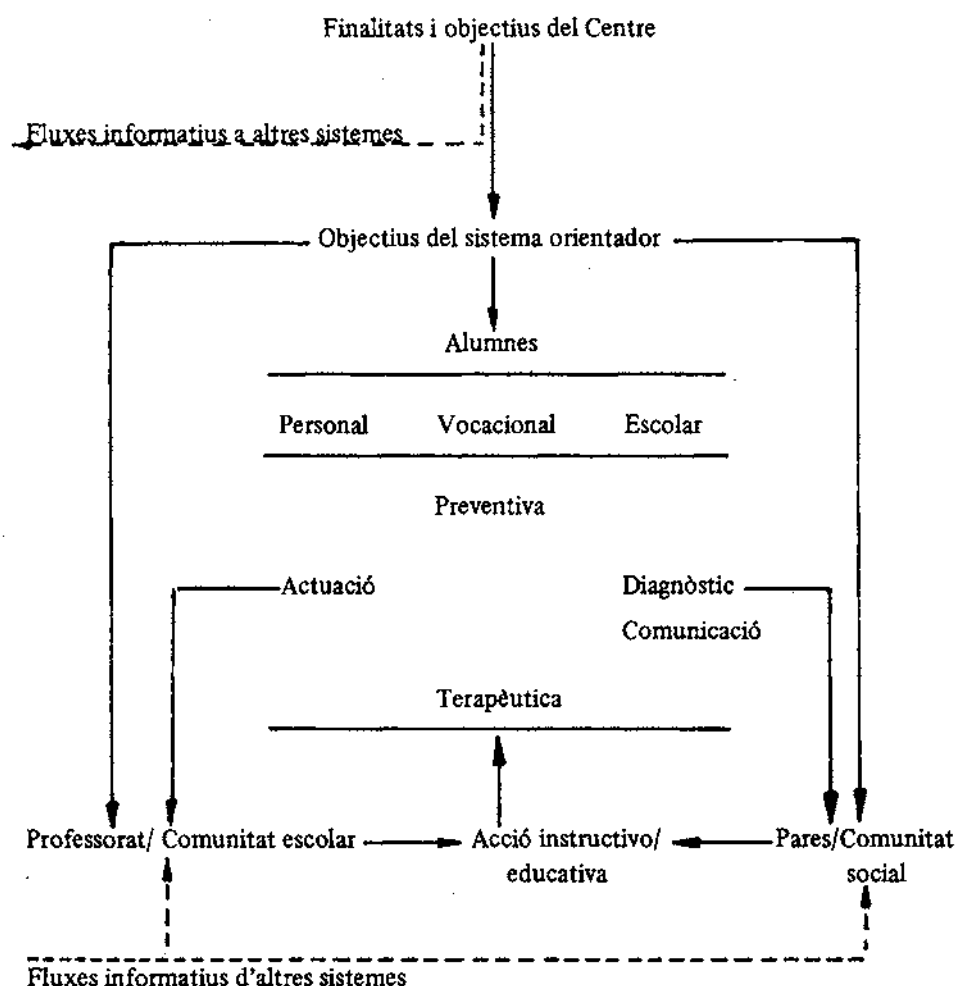 Finalitats i objectius del Centre
Fluxes informatius a altres sistemes
Objectius del sistema orientador
Alumnes
Personal Vocacional Escolar
Preventiva
Actuació Diagnòstic
Comunicació
Terapèutica
Professorat/ Comunitat escolar Acció instructivo/ Pares/Comunitat
educativa social
Fluxes informatius d'altres sistemes